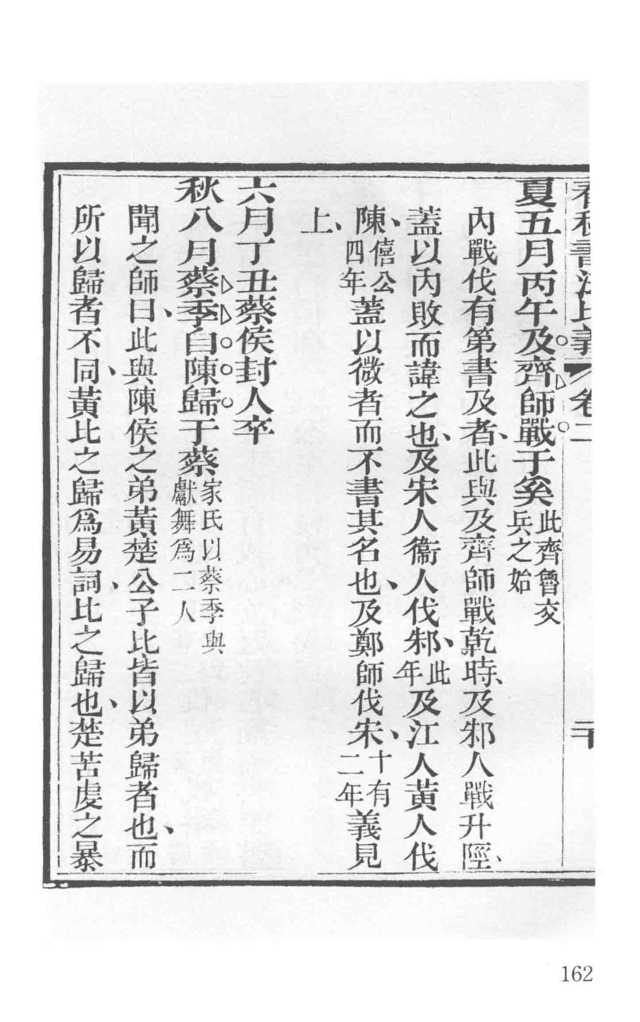 春秋書法比義 卷二 二十
夏五月丙午及齊師戰于奚此齊魯交兵之始
內戰伐有第書及者此與及齊師戰乾時及邾人戰升陘
蓋以內敗而諱之也及宋人衞人伐邾此年及江人黃人伐
陳僖公四年蓋以微者而不書其名也及鄭師伐宋十有二年義見
上
六月丁丑蔡侯封人卒
秋八月蔡季自陳歸于蔡家氏以蔡季與獻舞爲二人
聞之師曰此與陳侯之弟黃楚公子比皆以弟歸者也而
所以歸者不同黃比之歸爲易詞比之歸也楚苦虔之暴
162